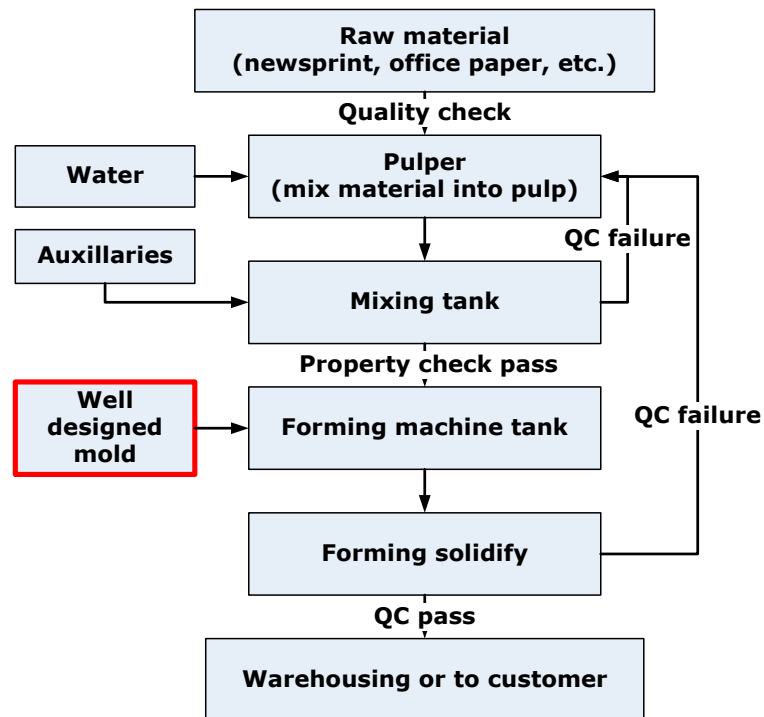 Raw material
(newsprint, office paper, etc.)
Quality check
Water
Pulper
(mix material into pulp)
QC failure
Auxillaries
Mixing tank
Property check pass
Well
designed
mold
Forming machine tank
QC failure
Forming solidify
QC pass
Warehousing or to customer